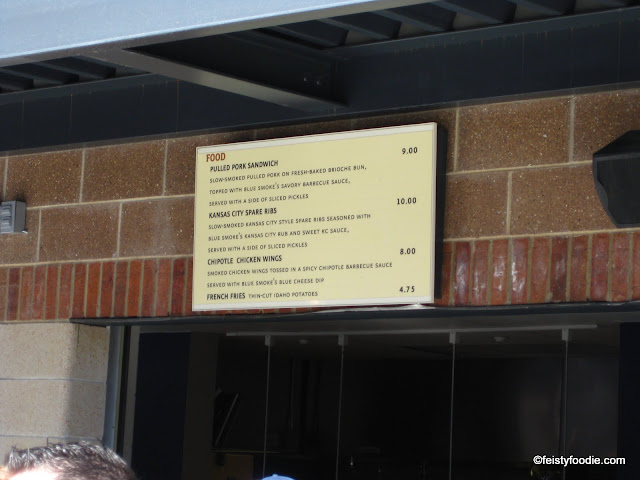 FOOD
PULLED PORK SANDWICH 9.00
SLOW-SMOKED PULLED PORK ON FRESH-BAKED BRIOCHE BUN,
TOPPED WITH BLUE SMOKE'S SAVORY BARBECUE SAUCE,
SERVED WITH A SIDE OF SLICED PICKLES
KANSAS CITY SPARE RIBS 10.00
SLOW-SMOKED KANSAS CITY STYLE SPARE RIBS SEASONED WITH
BLUE SMOKE'S KANSAS CITY RUB AND SWEET KC SAUCE,
SERVED WITH A SIDE OF SLICED PICKLES
CHIPOTLE CHICKEN WINGS 8.00
SMOKED CHICKEN WINGS TOSSED IN A SPICY CHIPOTLE BARBECUE SAUCE
SERVED WITH BLUE SMOKE'S BLUE CHEESE DIP
FRENCH FRIES THIN-CUT IDAHO POTATOES 4.75
©feistyfoodie.com